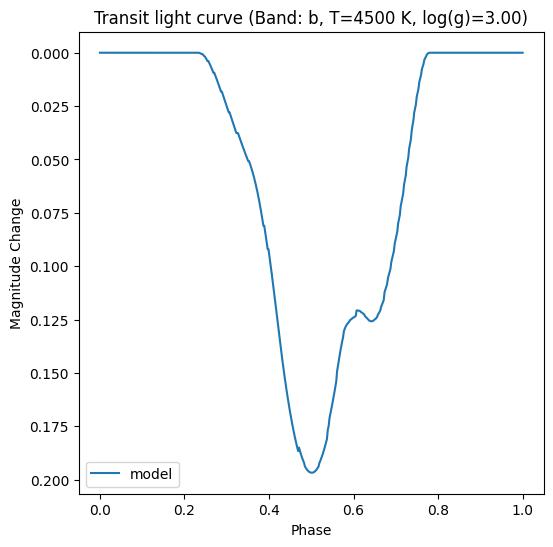 Transit light curve (Band: b, T=4500 K, log(g)=3.00)
0.000
0.025
0.050
0.075
0.100
0.125
0.150
0.175
0.200
Magnitude Change
model
0.0 0.2 0.4 0.6 0.8 1.0
Phase